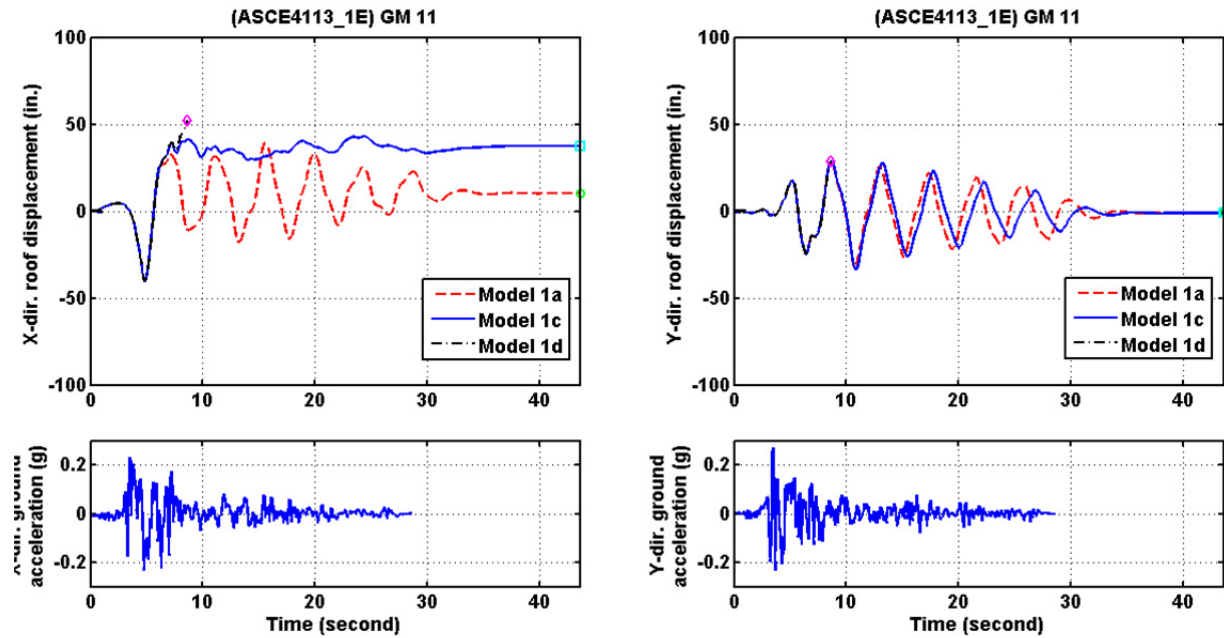 (ASCE4113_1E) GM 11
100
50
0
-50
-100
X-dir. roof displacement (in.)
Model 1a
Model 1c
Model 1d
0
10
20
30
40
(ASCE4113_1E) GM 11
100
50
0
-50
-100
Y-dir. roof displacement (in.)
Model 1a
Model 1c
Model 1d
0
10
20
30
40
0.2
0
-0.2
X-dir. ground
acceleration (g)
0
10
20
30
40
Time (second)
0.2
0
-0.2
Y-dir. ground
acceleration (g)
0
10
20
30
40
Time (second)